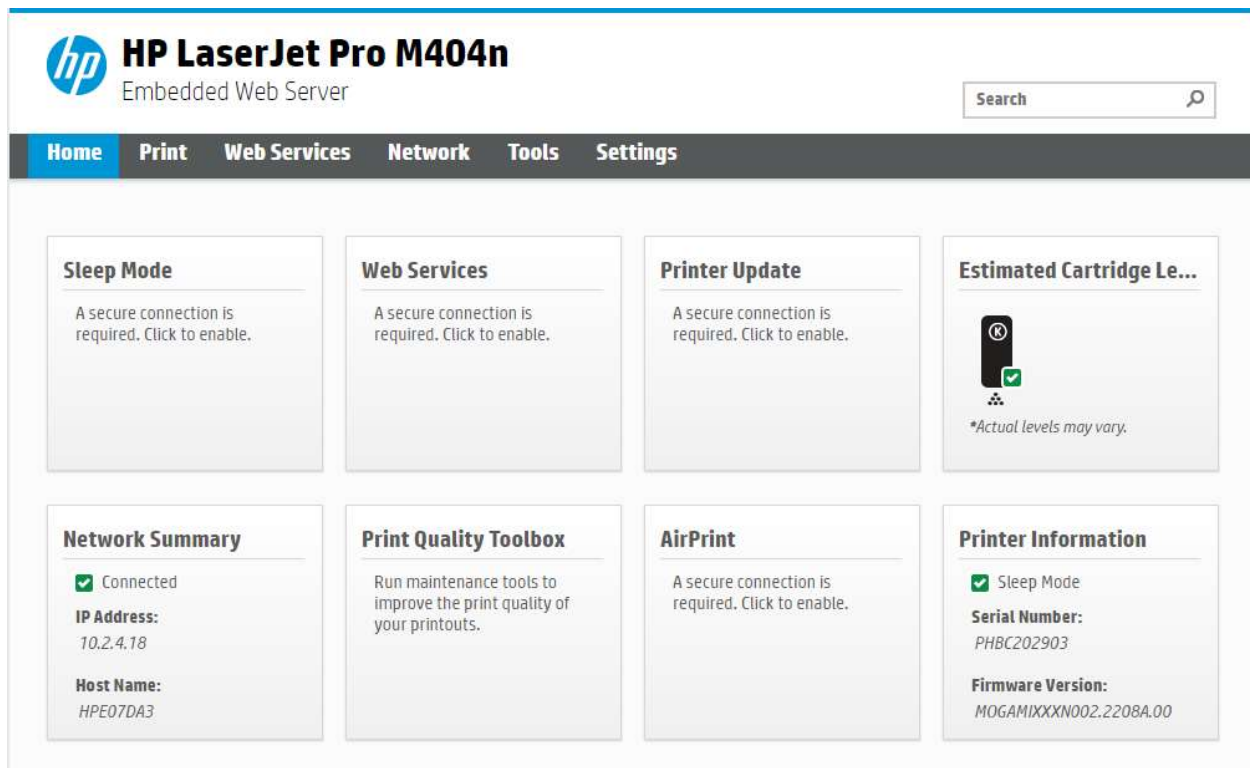 hp
HP LaserJet Pro M404n
Embedded Web Server
Search
Home Print Web Services Network Tools Settings
Sleep Mode
A secure connection is
required. Click to enable.
Web Services
A secure connection is
required. Click to enable.
Printer Update
A secure connection is
required. Click to enable.
Estimated Cartridge Le...
K
*Actual levels may vary.
Network Summary
Connected
IP Address:
10.2.4.18
Host Name:
HPE07DA3
Print Quality Toolbox
Run maintenance tools to
improve the print quality of
your printouts.
AirPrint
A secure connection is
required. Click to enable.
Printer Information
Sleep Mode
Serial Number:
PHBC202903
Firmware Version:
MOGAMIXXXN002.2208A.00